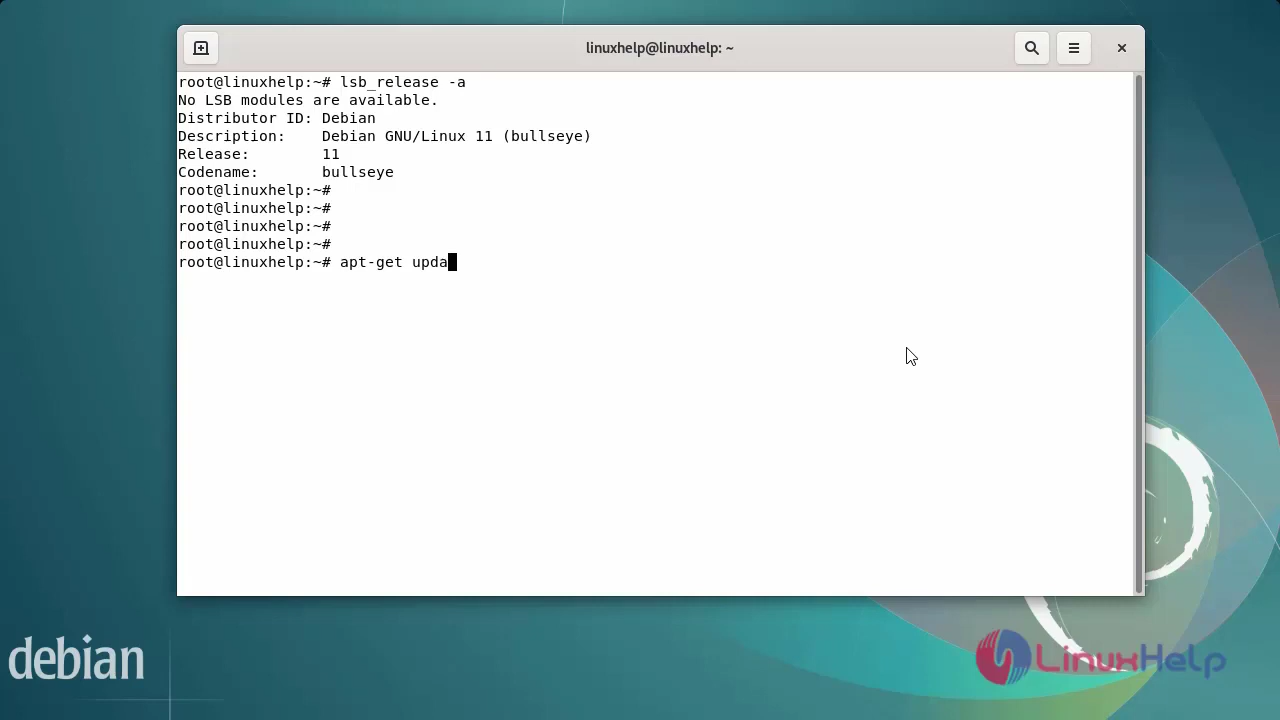 linuxhelp@linuxhelp: ~
root@linuxhelp:~# lsb_release -a
No LSB modules are available.
Distributor ID: Debian
Description:    Debian GNU/Linux 11 (bullseye)
Release:        11
Codename:       bullseye
root@linuxhelp:~#
root@linuxhelp:~#
root@linuxhelp:~#
root@linuxhelp:~#
root@linuxhelp:~# apt-get upda
debian
LinuxHelp